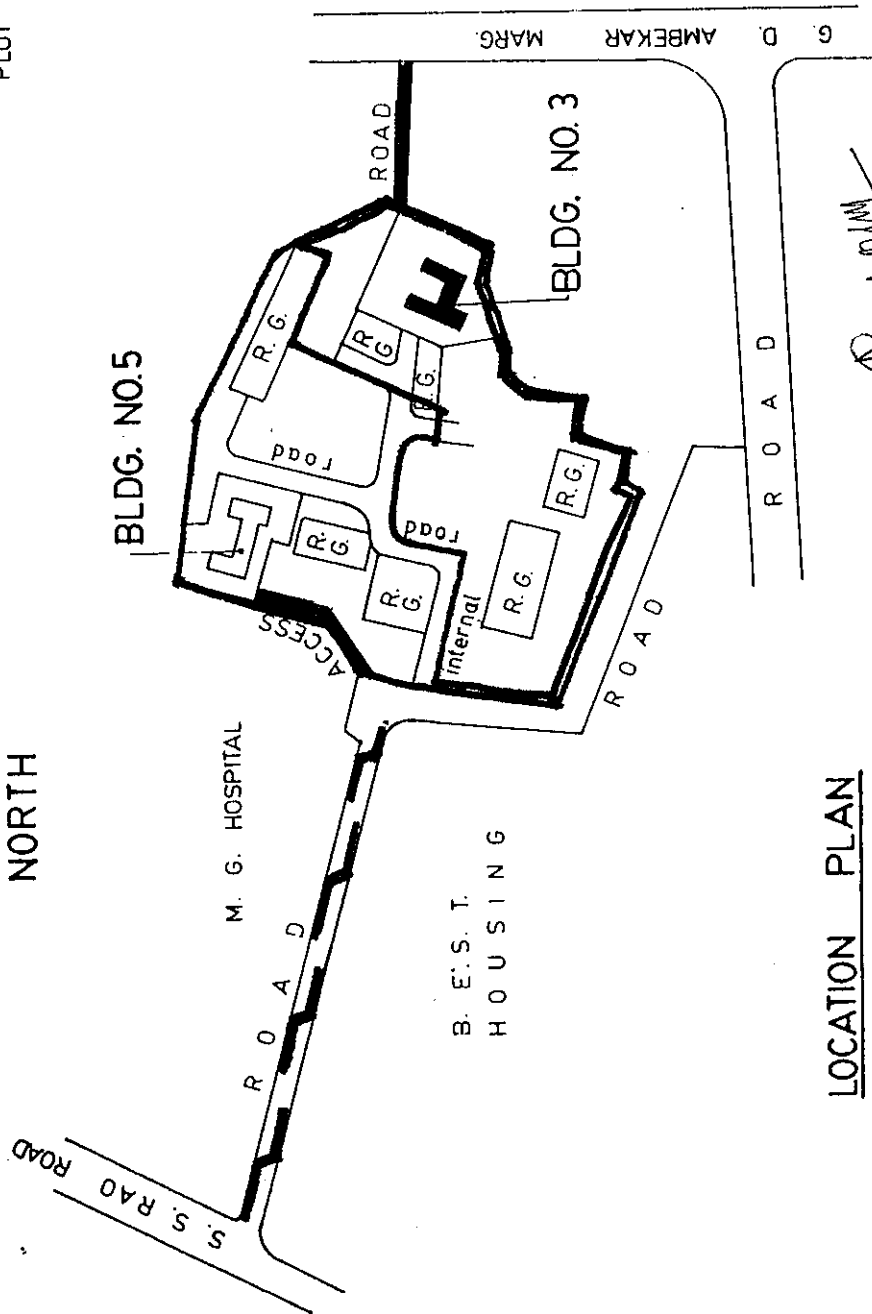 PLOT
NORTH
BLDG. NO. 5
M. G. HOSPITAL
ACCESS
R. G.
road
R.
G.
R.
G.
R
G
R.G.
ROAD
G. D. AMBEKAR MARG.
BLDG. NO. 3
road
internal
R.G.
R.G.
S. S. RAO ROAD
ROAD
B. E. S. T.
HOUSING
ROAD
ROAD
LOCATION PLAN